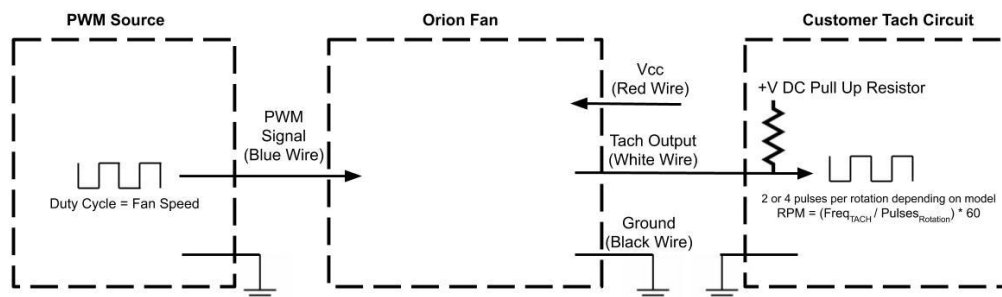 PWM Source
Orion Fan
Customer Tach Circuit
PWM
Signal
(Blue Wire)
Duty Cycle = Fan Speed
Vcc
(Red Wire)
Tach Output
(White Wire)
Ground
(Black Wire)
+V DC Pull Up Resistor
2 or 4 pulses per rotation depending on model
RPM = (Freq_TACH / Pulses_Rotation) * 60